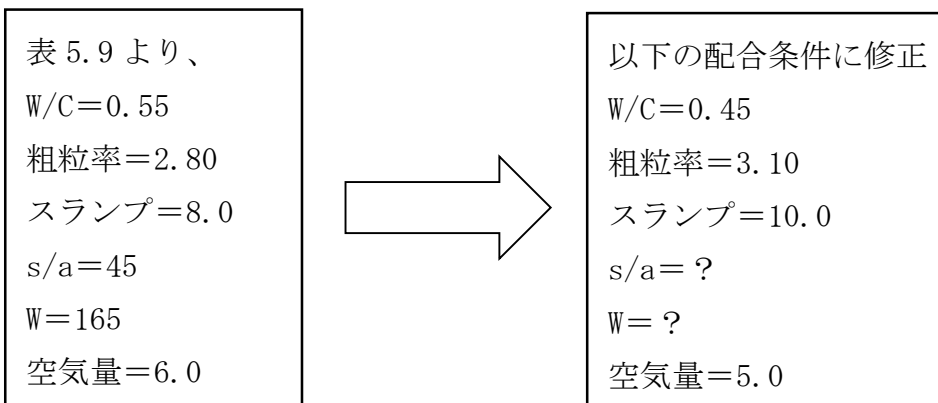 表 5.9 より、
W/C＝0.55
粗粒率＝2.80
スランプ＝8.0
s/a＝45
W＝165
空気量＝6.0
以下の配合条件に修正
W/C＝0.45
粗粒率＝3.10
スランプ＝10.0
s/a＝？
W＝？
空気量＝5.0